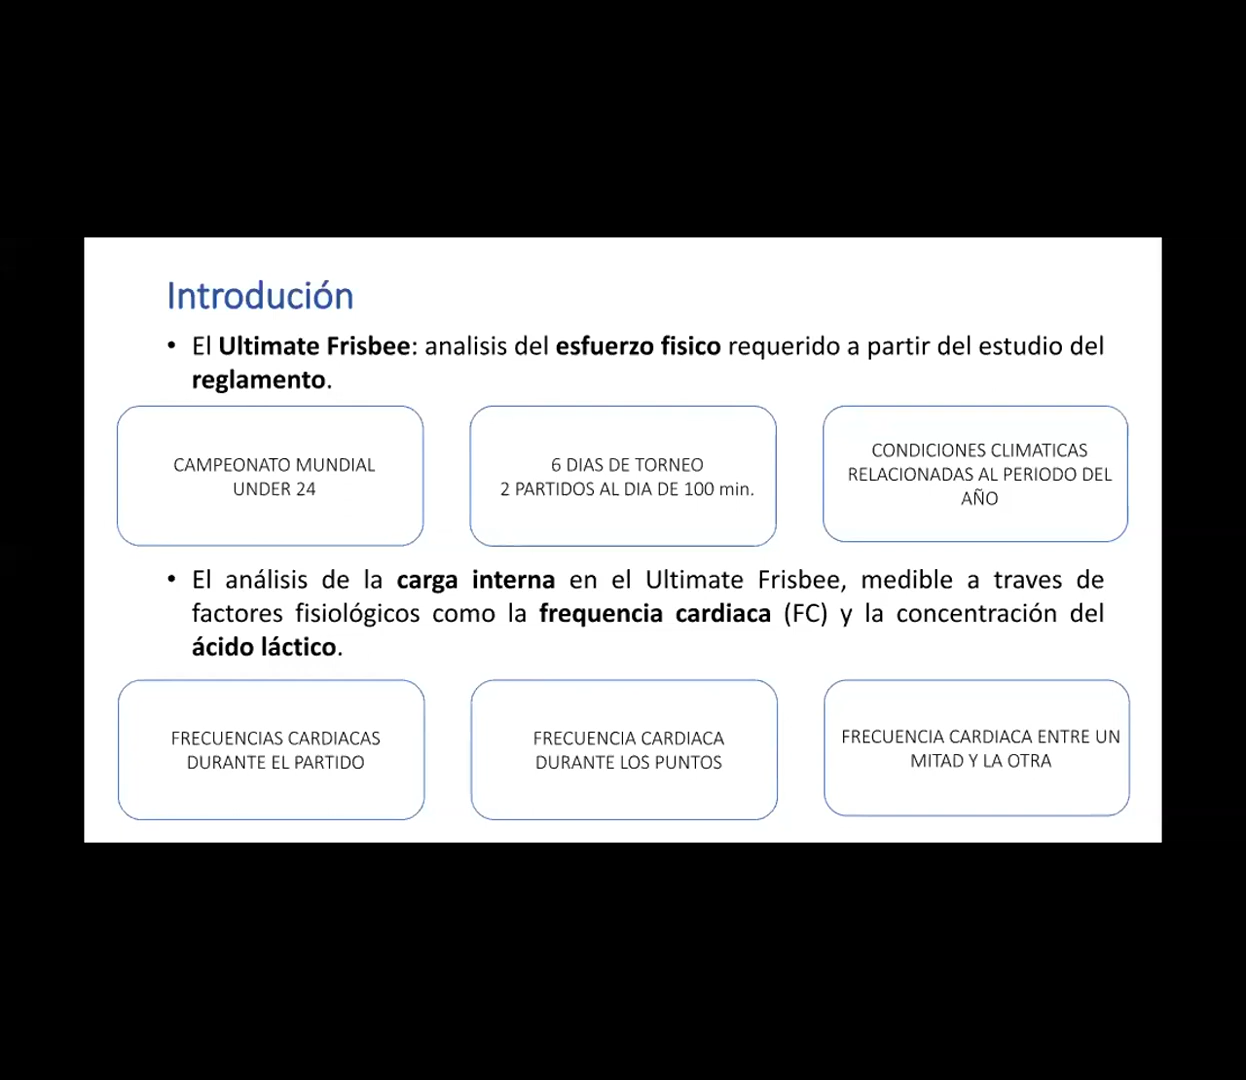 Introdución
• El Ultimate Frisbee: analisis del esfuerzo fisico requerido a partir del estudio del
reglamento.
CAMPEONATO MUNDIAL
UNDER 24
6 DIAS DE TORNEO
2 PARTIDOS AL DIA DE 100 min.
CONDICIONES CLIMATICAS
RELACIONADAS AL PERIODO DEL
AÑO
• El análisis de la carga interna en el Ultimate Frisbee, medible a traves de
factores fisiológicos como la frequencia cardiaca (FC) y la concentración del
ácido láctico.
FRECUENCIAS CARDIACAS
DURANTE EL PARTIDO
FRECUENCIA CARDIACA
DURANTE LOS PUNTOS
FRECUENCIA CARDIACA ENTRE UN
MITAD Y LA OTRA